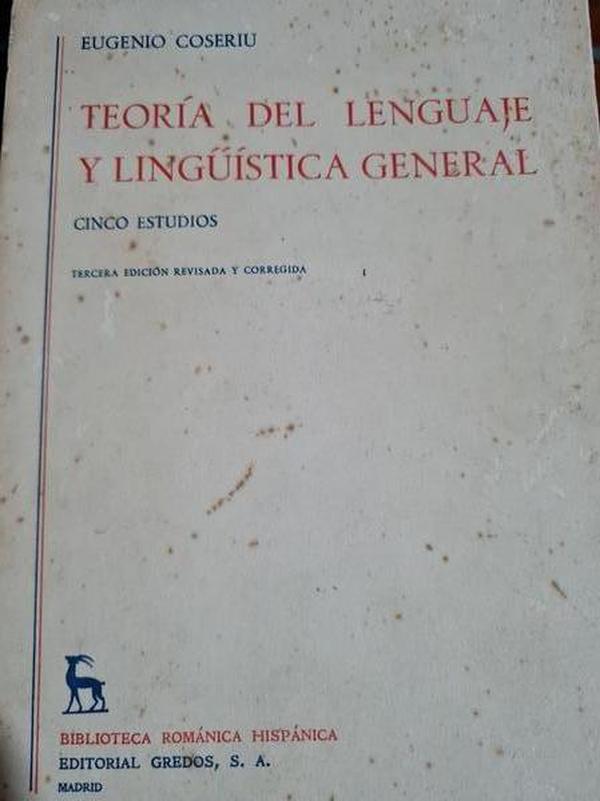 EUGENIO COSERIU
TEORÍA DEL LENGUAJE
Y LINGÜÍSTICA GENERAL
CINCO ESTUDIOS
TERCERA EDICIÓN REVISADA Y CORREGIDA
BIBLIOTECA ROMÁNICA HISPÁNICA
EDITORIAL GREDOS, S. A.
MADRID